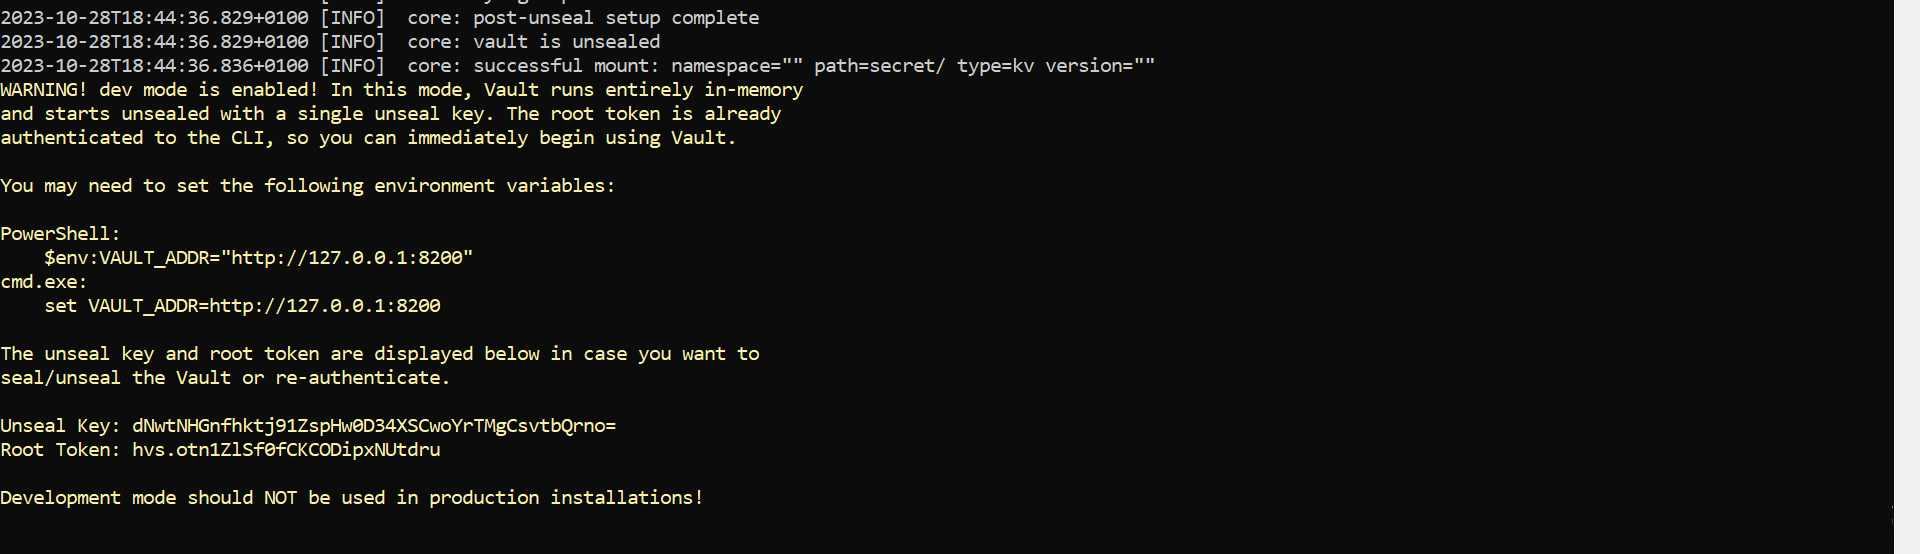 2023-10-28T18:44:36.829+0100 [INFO]  core: post-unseal setup complete
2023-10-28T18:44:36.829+0100 [INFO]  core: vault is unsealed
2023-10-28T18:44:36.836+0100 [INFO]  core: successful mount: namespace="" path=secret/ type=kv version=""
WARNING! dev mode is enabled! In this mode, Vault runs entirely in-memory
and starts unsealed with a single unseal key. The root token is already
authenticated to the CLI, so you can immediately begin using Vault.

You may need to set the following environment variables:

PowerShell:
    $env:VAULT_ADDR="http://127.0.0.1:8200"
cmd.exe:
    set VAULT_ADDR=http://127.0.0.1:8200

The unseal key and root token are displayed below in case you want to
seal/unseal the Vault or re-authenticate.

Unseal Key: dNwtNHGnfhktj91ZspHw0D34XSCwoYrTMgCsvtbQrno=
Root Token: hvs.otn1ZlSf0fCKCODipxNUtdru

Development mode should NOT be used in production installations!